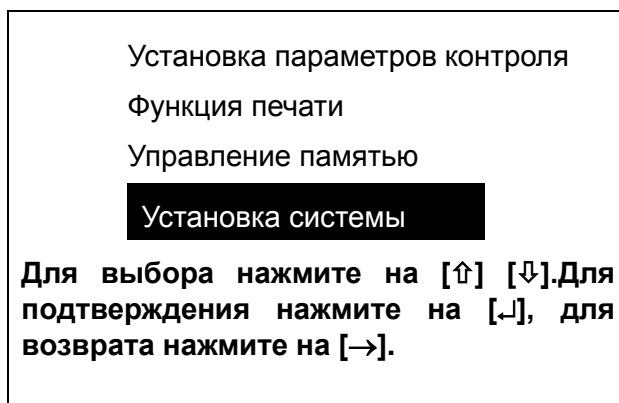 Установка параметров контроля
Функция печати
Управление памятью
Установка системы
Для выбора нажмите на [⇧] [⇩].Для
подтверждения нажмите на [↵], для
возврата нажмите на [→].